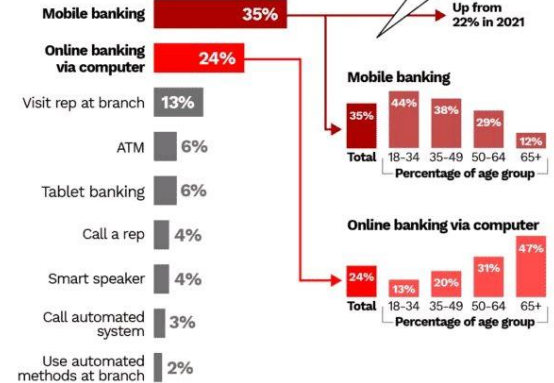 Mobile banking
35%
Up from
22% in 2021
Online banking
via computer
24%
Visit rep at branch
13%
ATM
6%
Tablet banking
6%
Call a rep
4%
Smart speaker
4%
Call automated
system
3%
Use automated
methods at branch
2%
Mobile banking
35%
44%
38%
29%
12%
Total 18-34 35-49 50-64 65+
Percentage of age group
Online banking via computer
24%
13%
20%
31%
47%
Total 18-34 35-49 50-64 65+
Percentage of age group